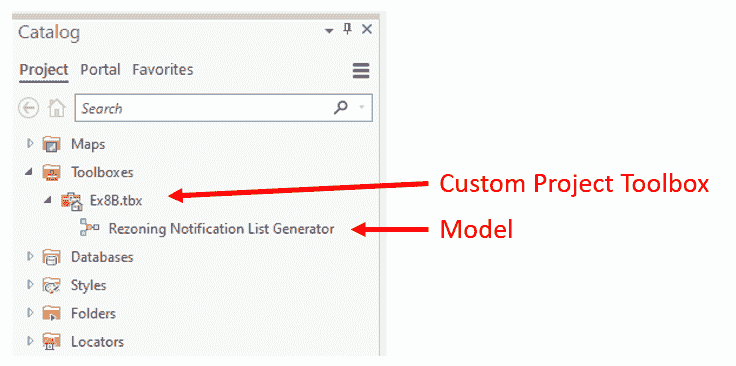 Catalog
Project Portal Favorites
Search
Maps
Toolboxes
Ex8B.tbx
Custom Project Toolbox
Rezoning Notification List Generator
Model
Databases
Styles
Folders
Locators